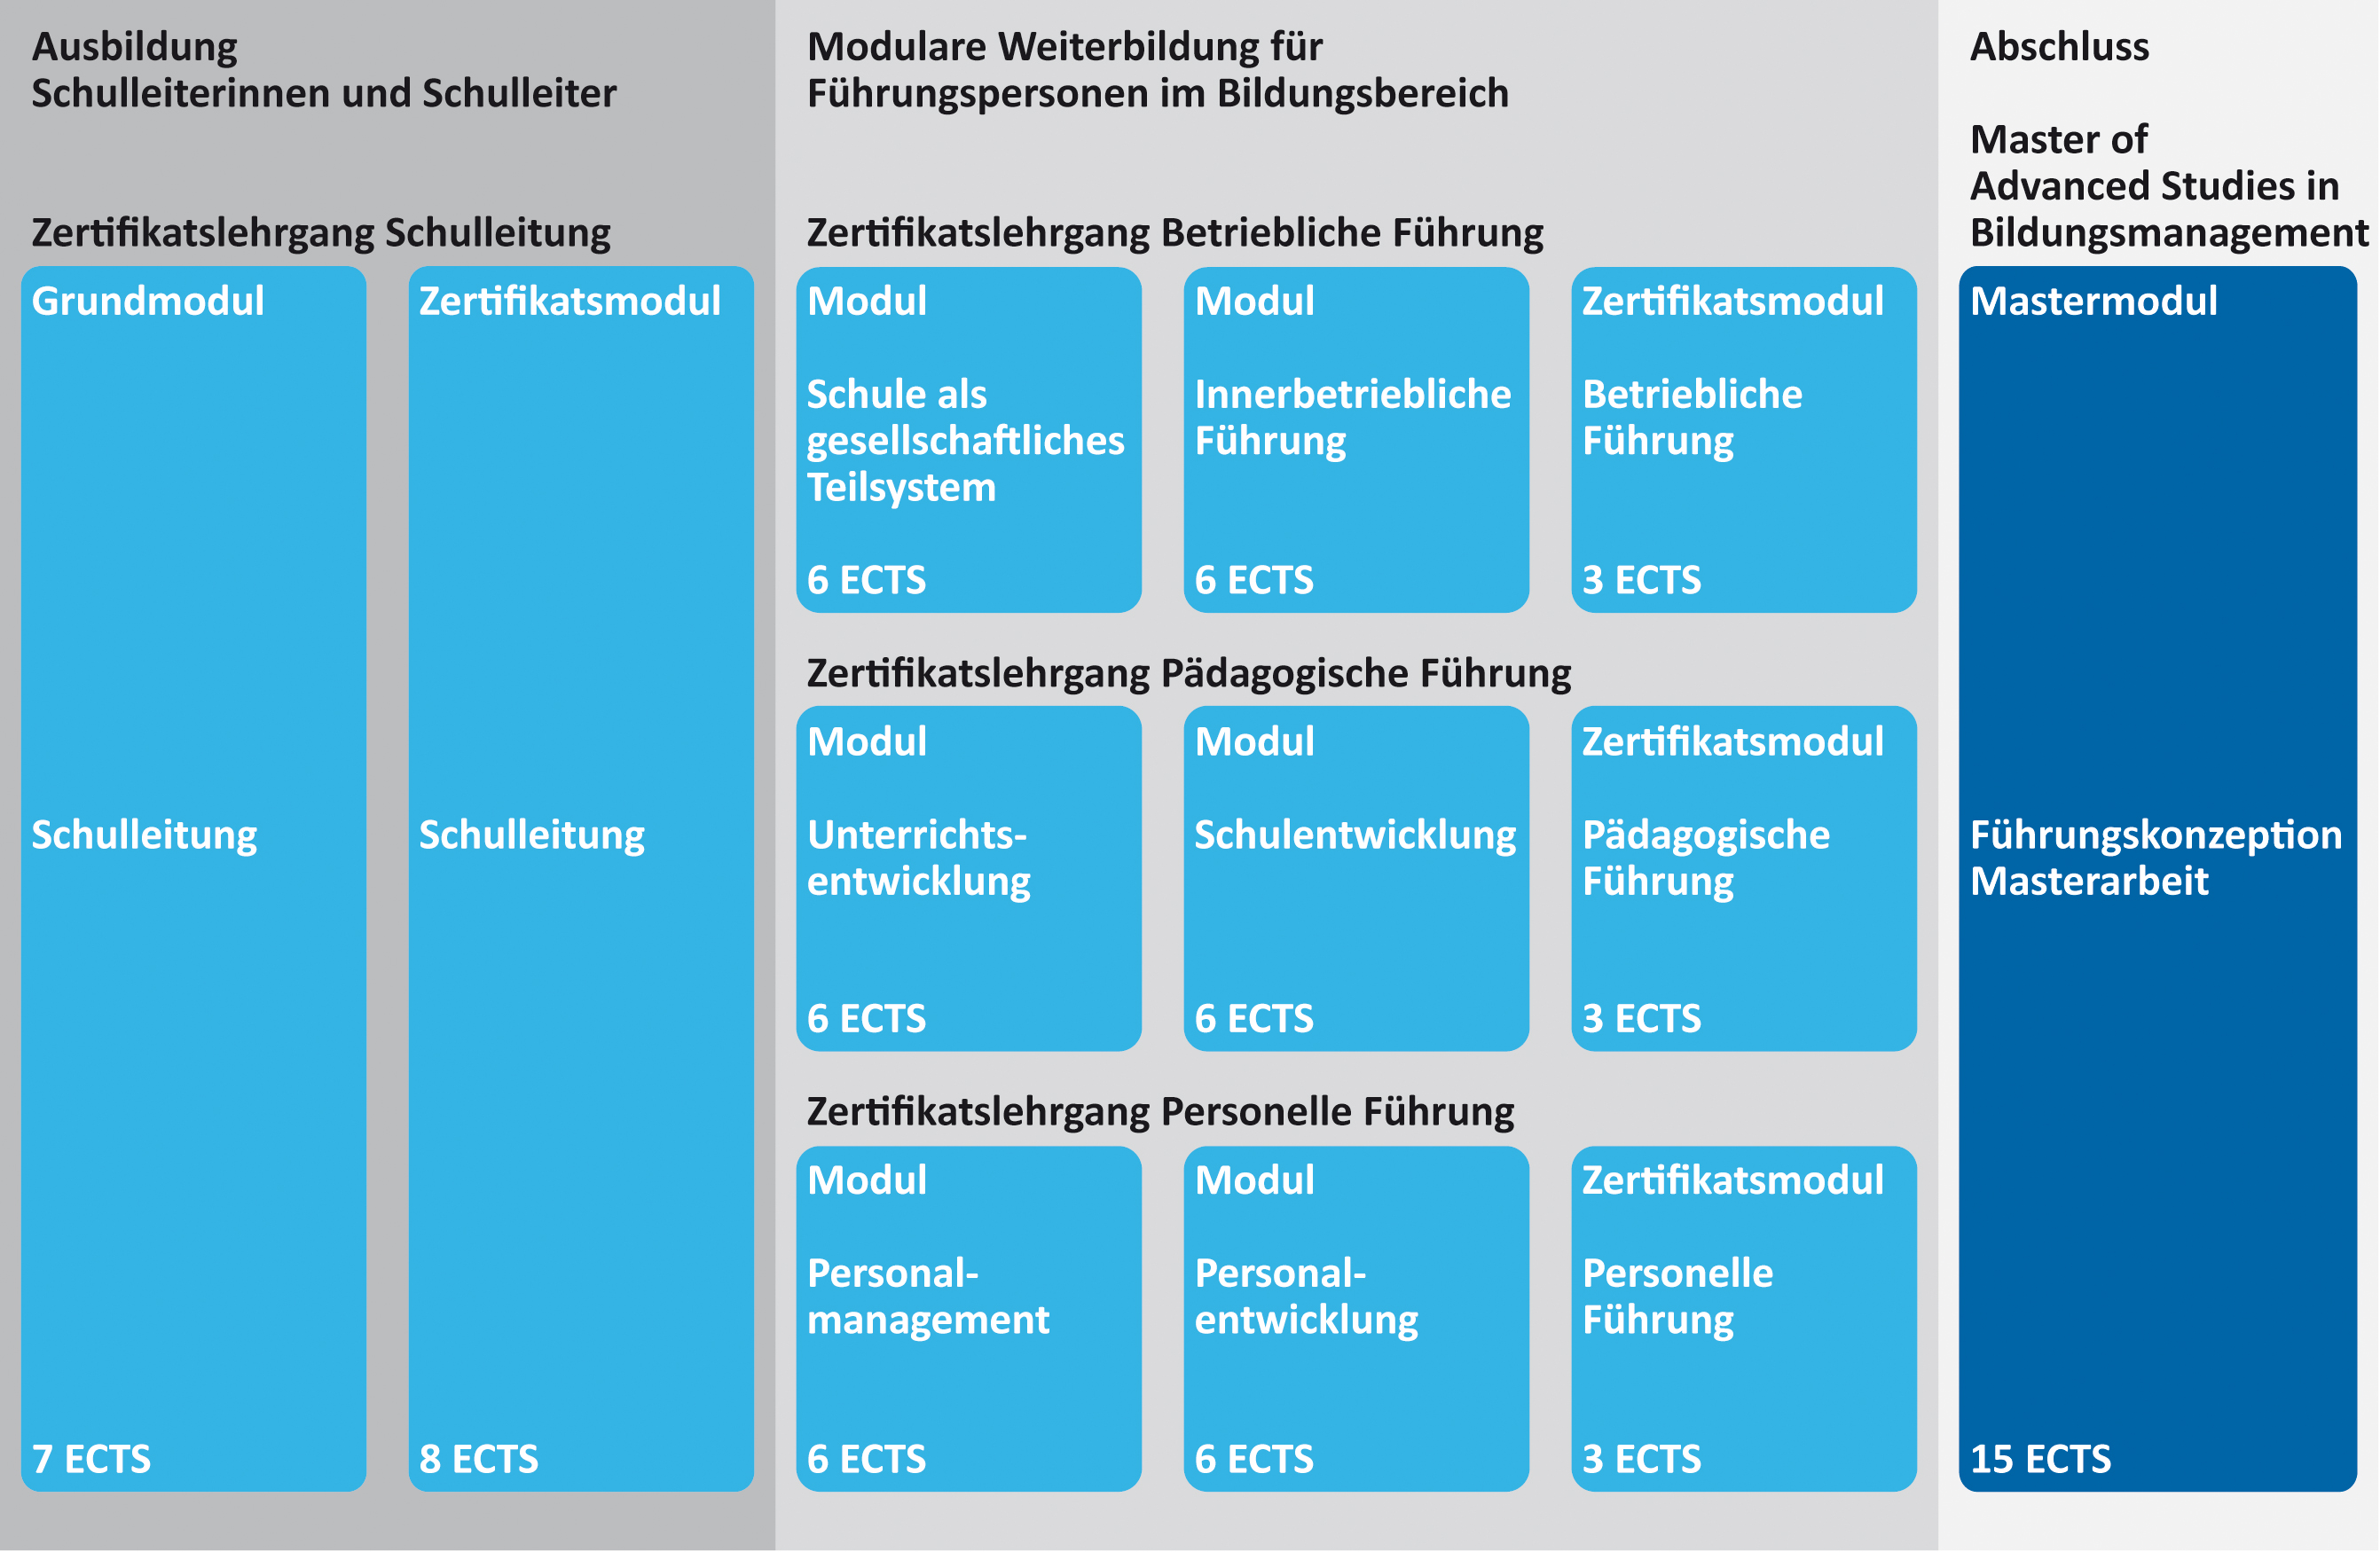 Ausbildung
Schulleiterinnen und Schulleiter
Zertifikatslehrgang Schulleitung
Grundmodul
Schulleitung
7 ECTS
Zertifikatsmodul
Schulleitung
8 ECTS
Modulare Weiterbildung für
Führungspersonen im Bildungsbereich
Zertifikatslehrgang Betriebliche Führung
Modul
Schule als
gesellschaftliches
Teilsystem
6 ECTS
Modul
Innerbetriebliche
Führung
6 ECTS
Zertifikatsmodul
Betriebliche
Führung
3 ECTS
Zertifikatslehrgang Pädagogische Führung
Modul
Unterrichts-
entwicklung
6 ECTS
Modul
Schulentwicklung
6 ECTS
Zertifikatsmodul
Pädagogische
Führung
3 ECTS
Zertifikatslehrgang Personelle Führung
Modul
Personal-
management
6 ECTS
Modul
Personal-
entwicklung
6 ECTS
Zertifikatsmodul
Personelle
Führung
3 ECTS
Abschluss
Master of
Advanced Studies in
Bildungsmanagement
Mastermodul
Führungskonzeption
Masterarbeit
15 ECTS